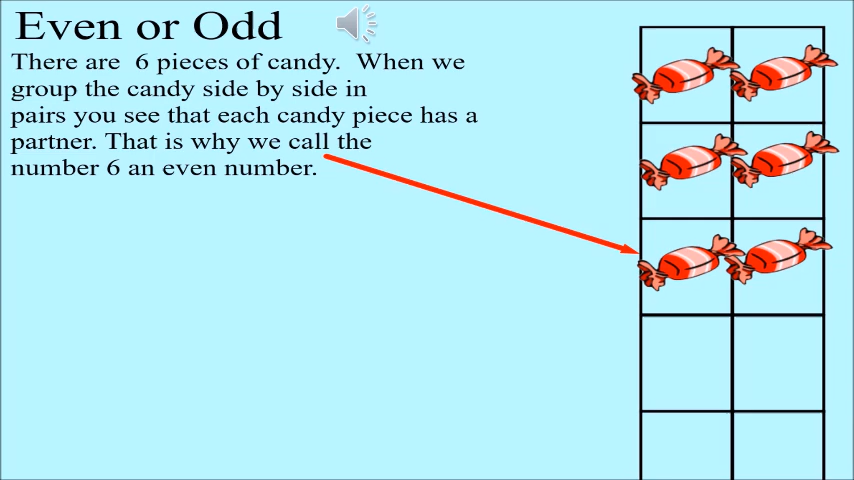 Even or Odd
There are  6 pieces of candy.  When we
group the candy side by side in
pairs you see that each candy piece has a
partner. That is why we call the
number 6 an even number.